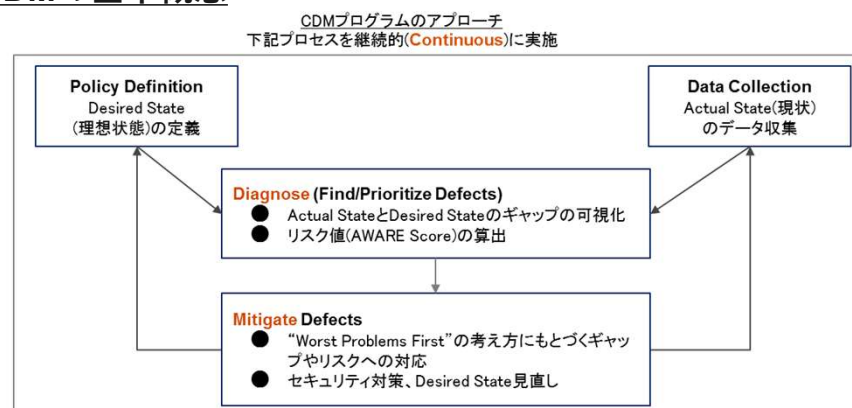 CDMプログラムのアプローチ
下記プロセスを継続的(Continuous)に実施
Policy Definition
Desired State
(理想状態)の定義
Data Collection
Actual State(現状)
のデータ収集
Diagnose (Find/Prioritize Defects)
● Actual StateとDesired Stateのギャップの可視化
● リスク値(AWARE Score)の算出
Mitigate Defects
● “Worst Problems First”の考え方にもとづくギャッ
プやリスクへの対応
● セキュリティ対策、Desired State見直し